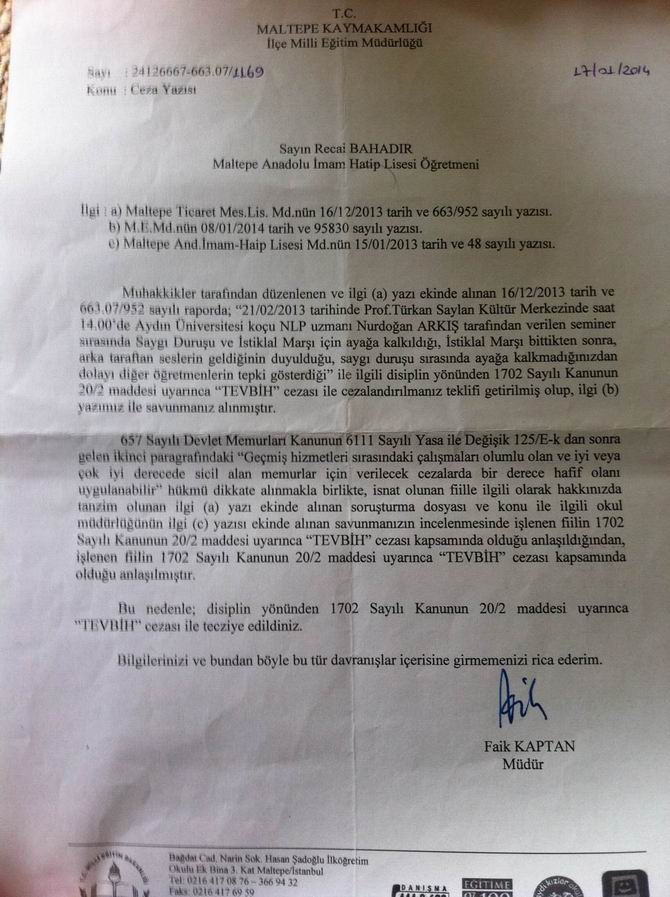 T.C.
MALTEPE KAYMAKAMLIĞI
İlçe Milli Eğitim Müdürlüğü
Sayı : 24126667-663.07/1169
17/01/2014
Konu : Ceza Yazısı
Sayın Recai BAHADIR
Maltepe Anadolu İmam Hatip Lisesi Öğretmeni
İlgi : a) Maltepe Ticaret Mes.Lis. Md.nün 16/12/2013 tarih ve 663/952 sayılı yazısı.
b) M.E.Md.nün 08/01/2014 tarih ve 95830 sayılı yazısı.
c) Maltepe And.İmam-Haip Lisesi Md.nün 15/01/2013 tarih ve 48 sayılı yazısı.
Muhakkikler tarafından düzenlenen ve ilgi (a) yazı ekinde alınan 16/12/2013 tarih ve
663.07/952 sayılı raporda; “21/02/2013 tarihinde Prof.Türkan Saylan Kültür Merkezinde saat
14.00'de Aydın Üniversitesi koçu NLP uzmanı Nurdoğan ARKIŞ tarafından verilen seminer
sırasında Saygı Duruşu ve İstiklal Marşı için ayağa kalkıldığı, İstiklal Marşı bittikten sonra,
arka taraftan seslerin geldiğinin duyulduğu, saygı duruşu sırasında ayağa kalkmadığınızdan
dolayı diğer öğretmenlerin tepki gösterdiği” ile ilgili disiplin yönünden 1702 Sayılı Kanunun
20/2 maddesi uyarınca “TEVBİH” cezası ile cezalandırılmanız teklifi getirilmiş olup, ilgi (b)
yazımız ile savunmanız alınmıştır.
657 Sayılı Devlet Memurları Kanunun 6111 Sayılı Yasa ile Değişik 125/E-k dan sonra
gelen ikinci paragrafındaki “Geçmiş hizmetleri sırasındaki çalışmaları olumlu olan ve iyi veya
çok iyi derecede sicil alan memurlar için verilecek cezalarda bir derece hafif olanı
uygulanabilir” hükmü dikkate alınmakla birlikte, isnat olunan fiille ilgili olarak hakkınızda
tanzim olunan ilgi (a) yazı ekinde alınan soruşturma dosyası ve konu ile ilgili okul
müdürlüğünün ilgi (c) yazısı ekinde alınan savunmanızın incelenmesinde işlenen fiilin 1702
Sayılı Kanunun 20/2 maddesi uyarınca “TEVBİH” cezası kapsamında olduğu anlaşıldığından,
işlenen fiilin 1702 Sayılı Kanunun 20/2 maddesi uyarınca “TEVBİH” cezası kapsamında
olduğu anlaşılmıştır.
Bu nedenle; disiplin yönünden 1702 Sayılı Kanunun 20/2 maddesi uyarınca
“TEVBİH” cezası ile tecziye edildiniz.
Bilgilerinizi ve bundan böyle bu tür davranışlar içerisine girmemenizi rica ederim.
Faik KAPTAN
Müdür
Bağdat Cad. Narin Sok. Hasan Şadoğlu İlköğretim
Okulu Ek Bina 3. Kat Maltepe/İstanbul
Tel: 0216 417 08 76 – 366 94 32
Faks: 0216 417 69 59
DANIŞMA
EĞİTİME